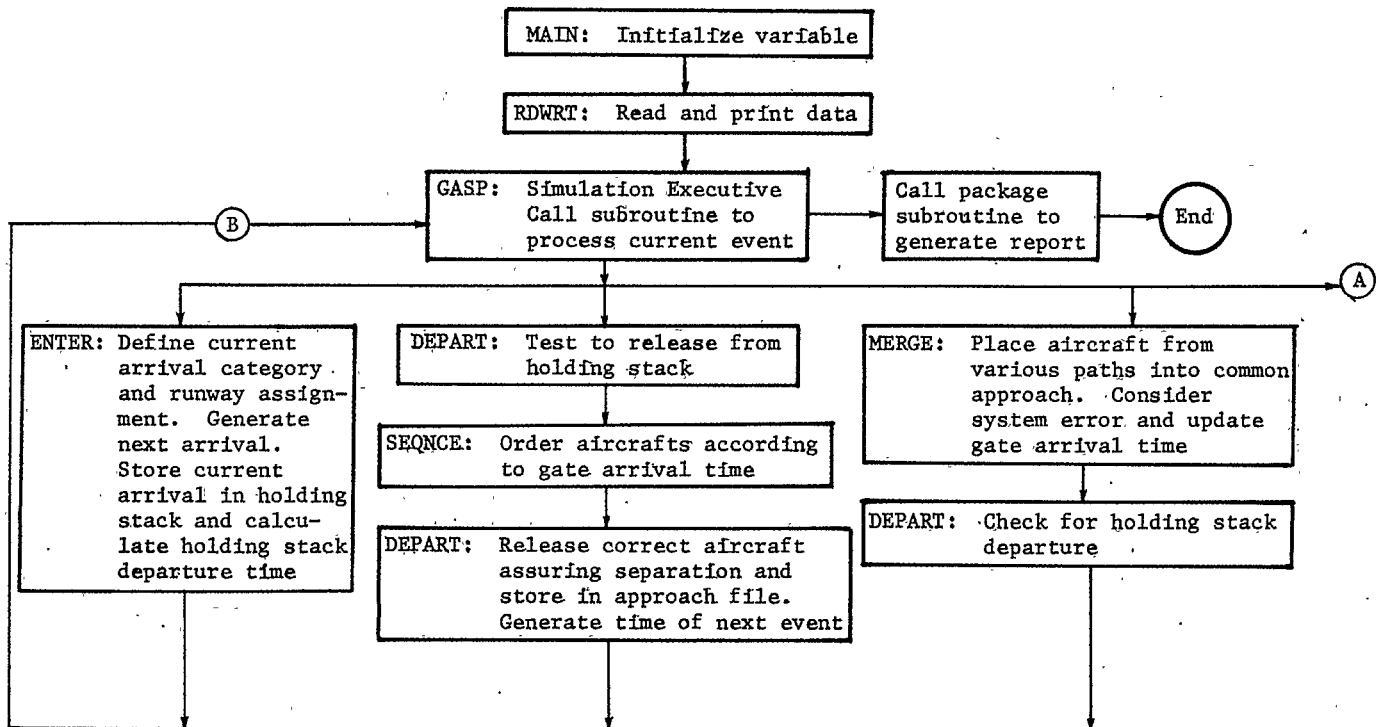 MAIN: Initialize variable
RDWRT: Read and print data
GASP: Simulation Executive
Call subroutine to
process current event
Call package
subroutine to
generate report
End
B
A
ENTER: Define current
arrival category
and runway assign-
ment. Generate
next arrival.
Store current
arrival in holding
stack and calcu-
late holding stack
departure time
DEPART: Test to release from
holding stack
SEQNCE: Order aircrafts according
to gate arrival time
DEPART: Release correct aircraft
assuring separation and
store in approach file.
Generate time of next event
MERGE: Place aircraft from
various paths into common
approach. Consider
system error and update
gate arrival time
DEPART: Check for holding stack
departure